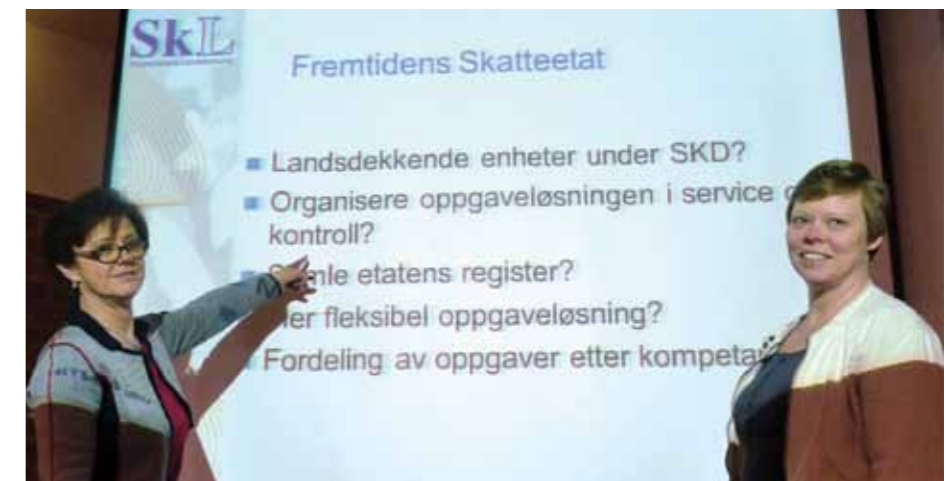 SkL
Fremtidens Skatteetat
Landsdekkende enheter under SKD?
Organisere oppgaveløsningen i service
kontroll?
etatens register?
fleksibel oppgaveløsning?
Fordeling av oppgaver etter